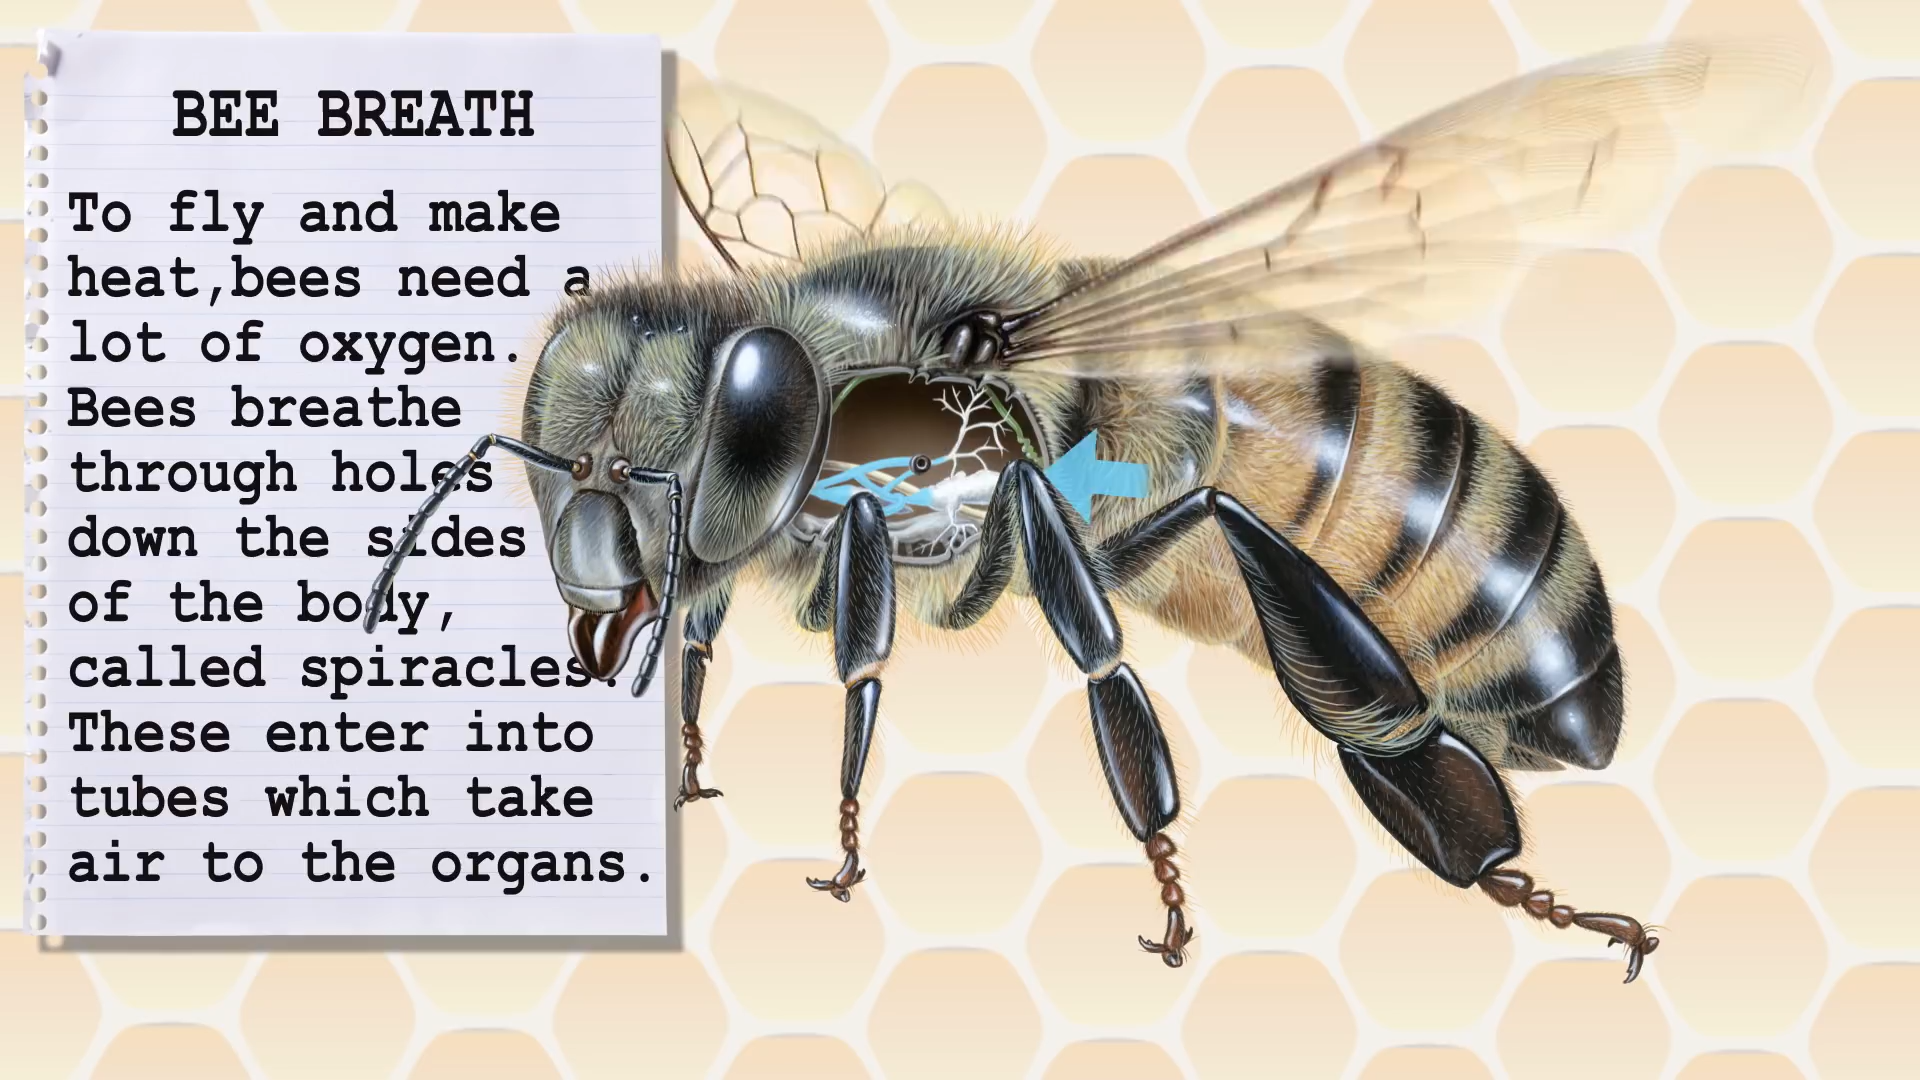 BEE BREATH
To fly and make
heat,bees need a
lot of oxygen.
Bees breathe
through holes
down the sides
of the body,
called spiracles.
These enter into
tubes which take
air to the organs.